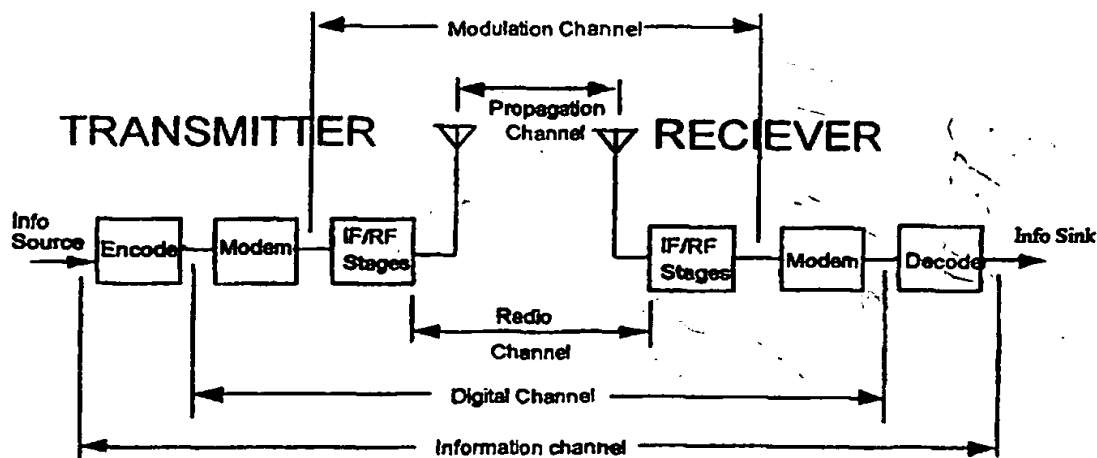 Modulation Channel
Propagation
Channel
TRANSMITTER
RECIEVER
Info
Source
Encode
Modem
IF/RF
Stages
IF/RF
Stages
Modem
Decode
Info Sink
Radio
Channel
Digital Channel
Information channel